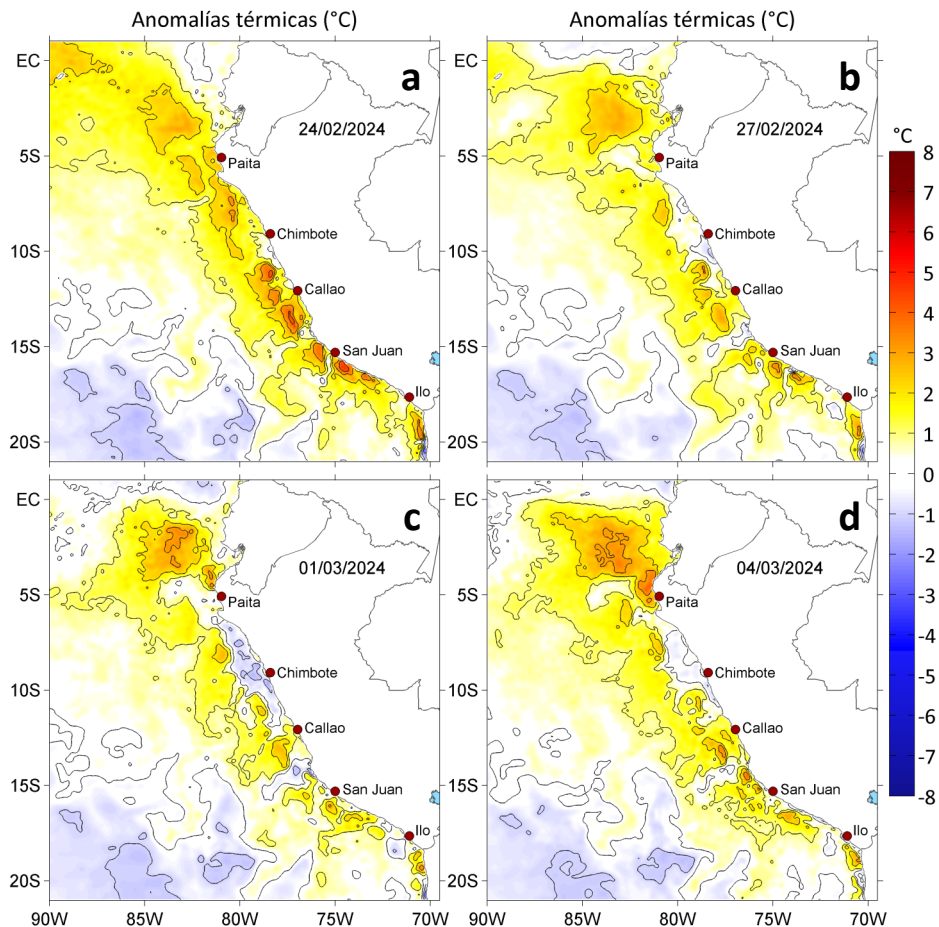 Anomalías térmicas (°C)
Anomalías térmicas (°C)
EC
5S
10S
15S
20S
a
24/02/2024
Paita
Chimbote
Callao
San Juan
Ilo
EC
5S
10S
15S
20S
b
27/02/2024
Paita
Chimbote
Callao
San Juan
Ilo
°C
8
7
6
5
4
3
2
1
0
-1
-2
-3
-4
-5
-6
-7
-8
EC
5S
10S
15S
20S
c
01/03/2024
Paita
Chimbote
Callao
San Juan
Ilo
90W
85W
80W
75W
70W
EC
5S
10S
15S
20S
d
04/03/2024
Paita
Chimbote
Callao
San Juan
Ilo
90W
85W
80W
75W
70W